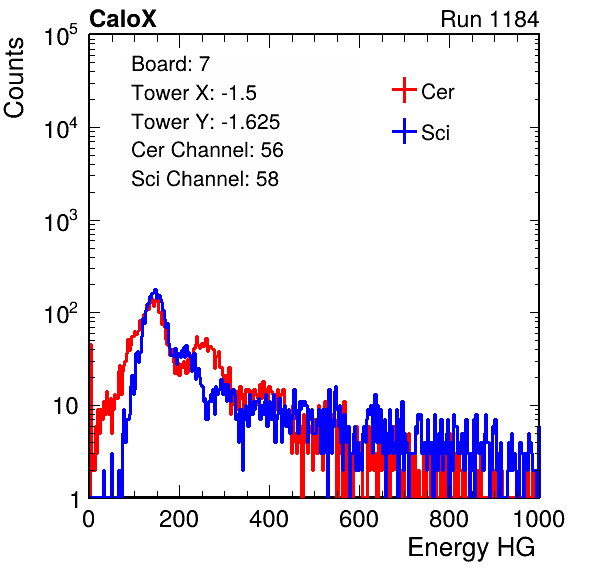 CaloX Run 1184
Counts
10^5
10^4
10^3
10^2
10
1
Board: 7
Tower X: -1.5
Tower Y: -1.625
Cer Channel: 56
Sci Channel: 58
Cer
Sci
0 200 400 600 800 1000
Energy HG